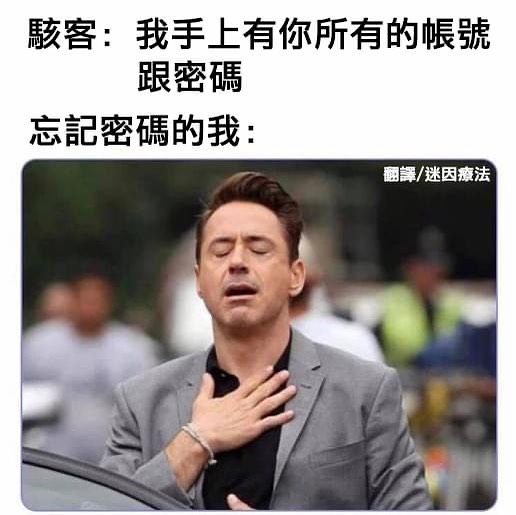 駭客：我手上有你所有的帳號
跟密碼
忘記密碼的我：
翻譯/迷因療法